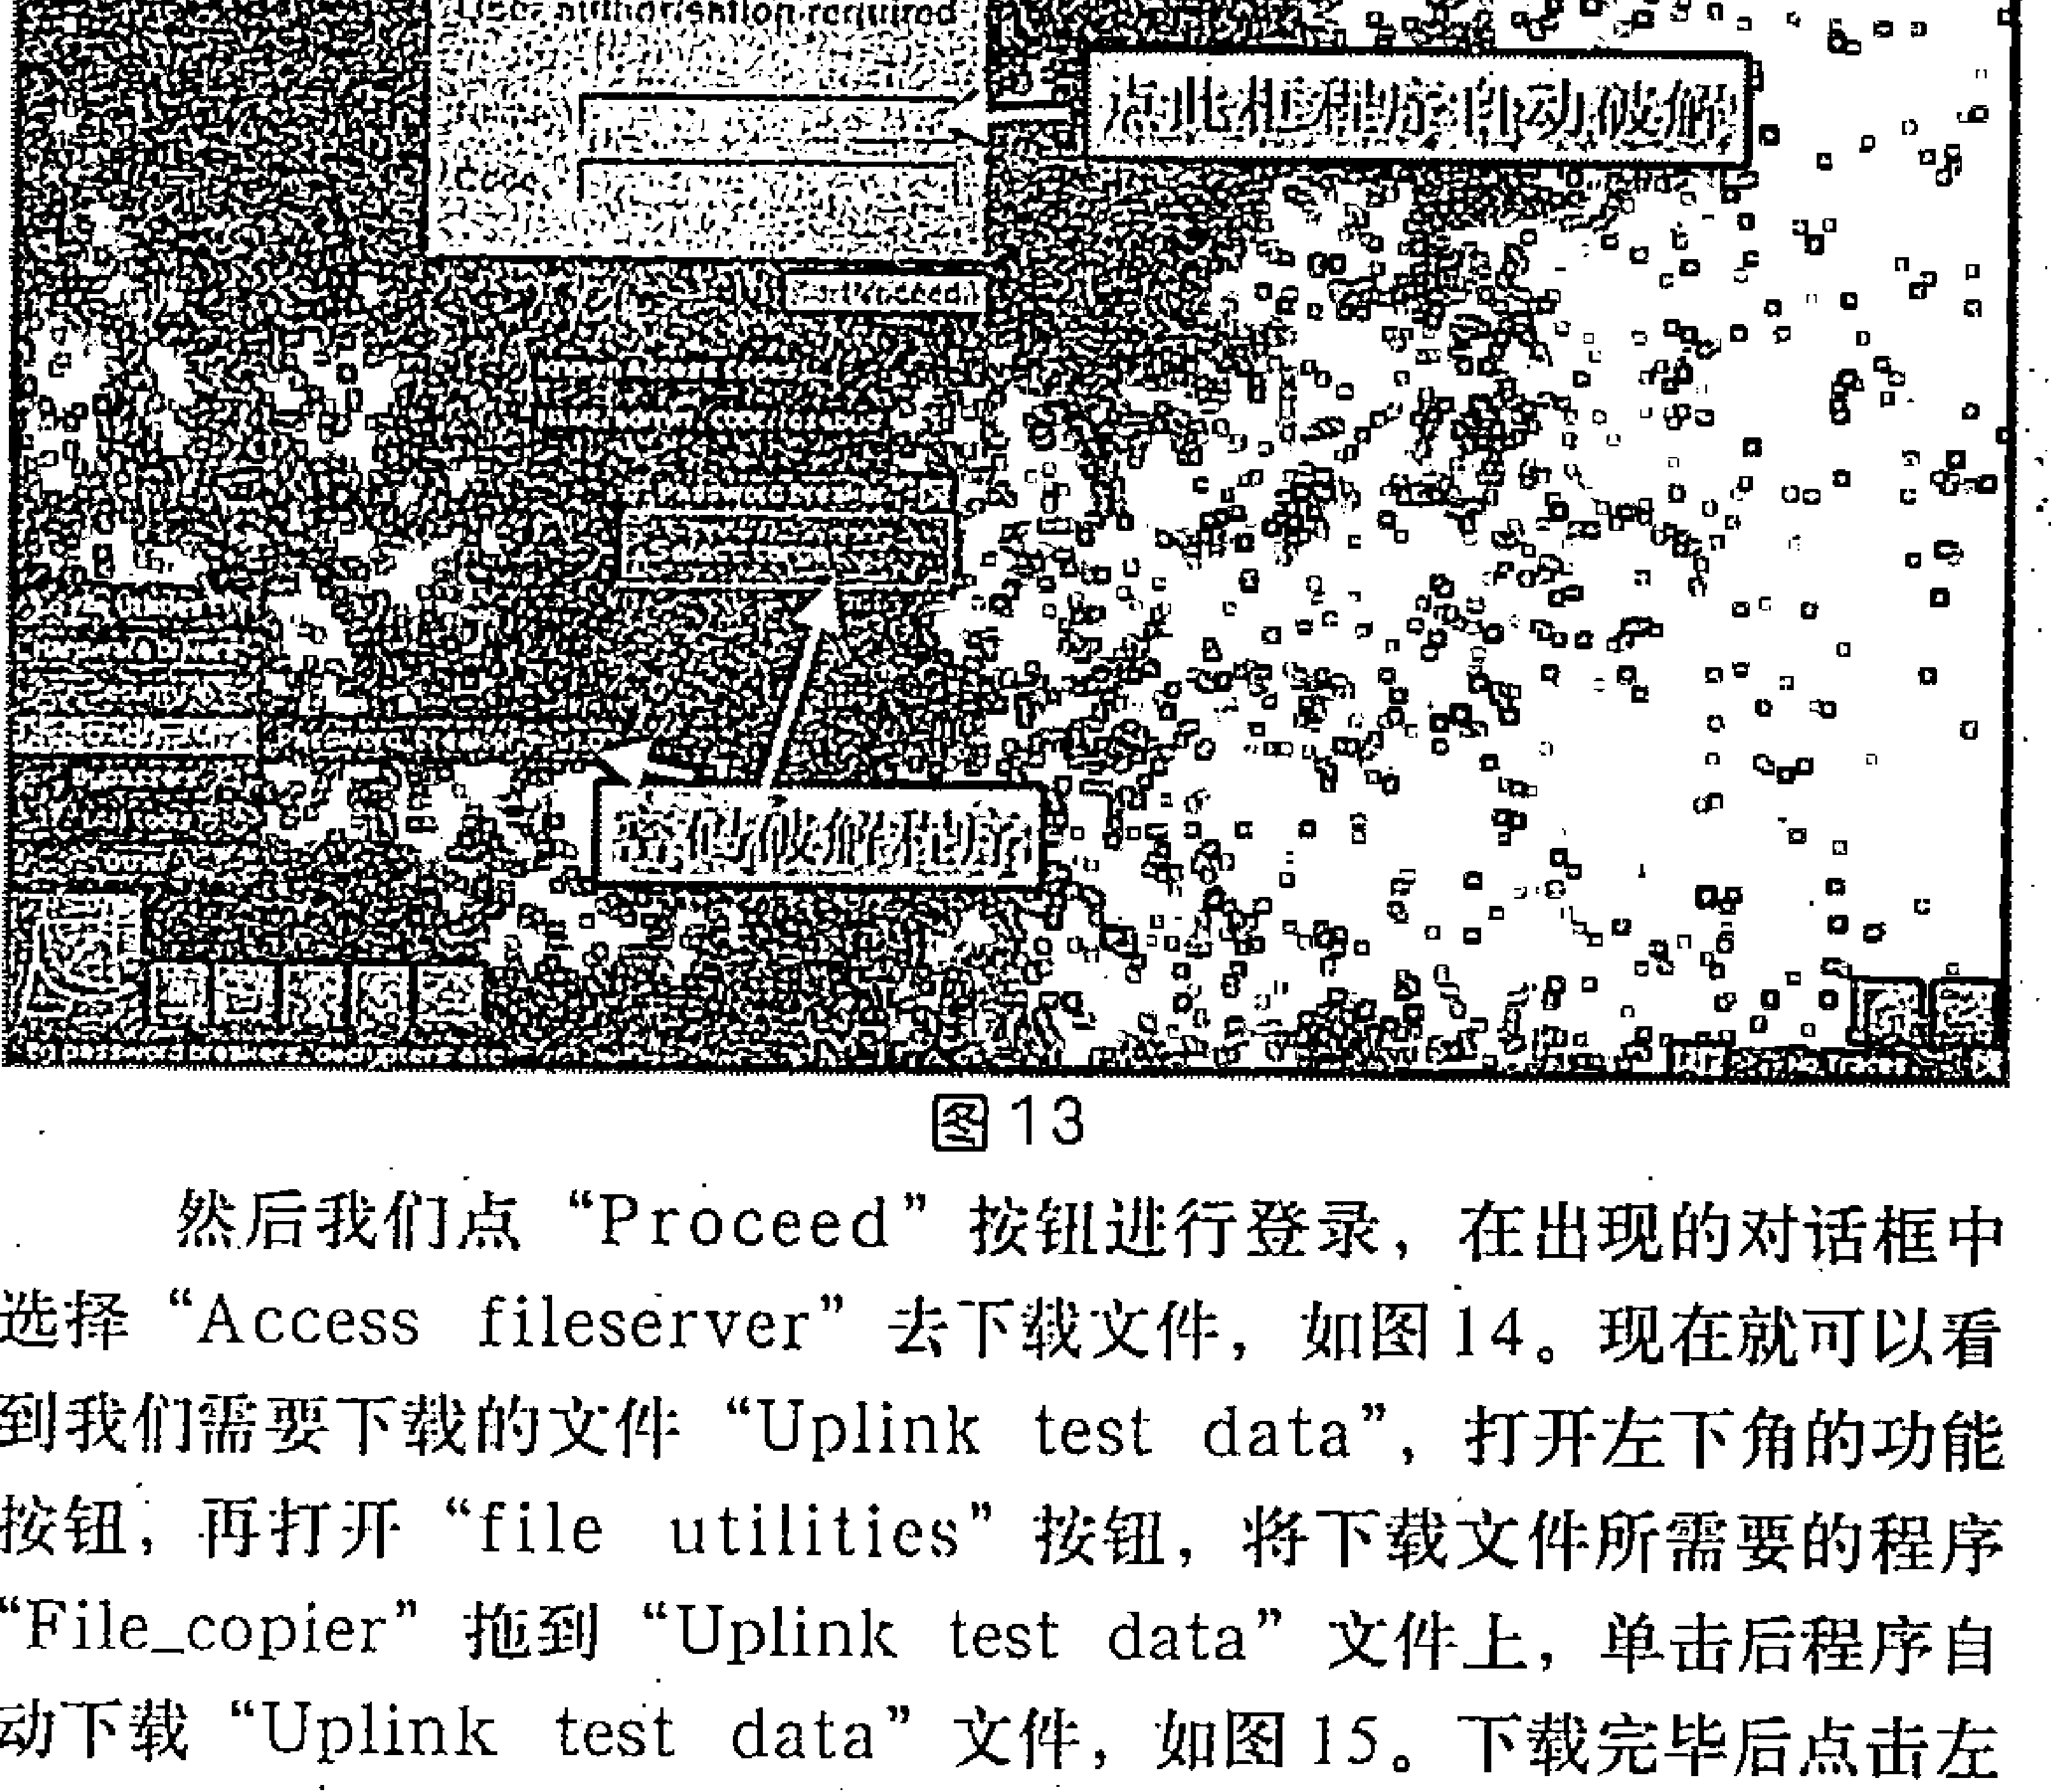 User authorisation required
点此框程序自动破解
Proceed
密码破解程序
图13
然后我们点“Proceed”按钮进行登录，在出现的对话框中
选择“Access fileserver”去下载文件，如图14。现在就可以看
到我们需要下载的文件“Uplink test data”，打开左下角的功能
按钮，再打开“file utilities”按钮，将下载文件所需要的程序
“File_copier”拖到“Uplink test data”文件上，单击后程序自
动下载“Uplink test data”文件，如图15。下载完毕后点击左